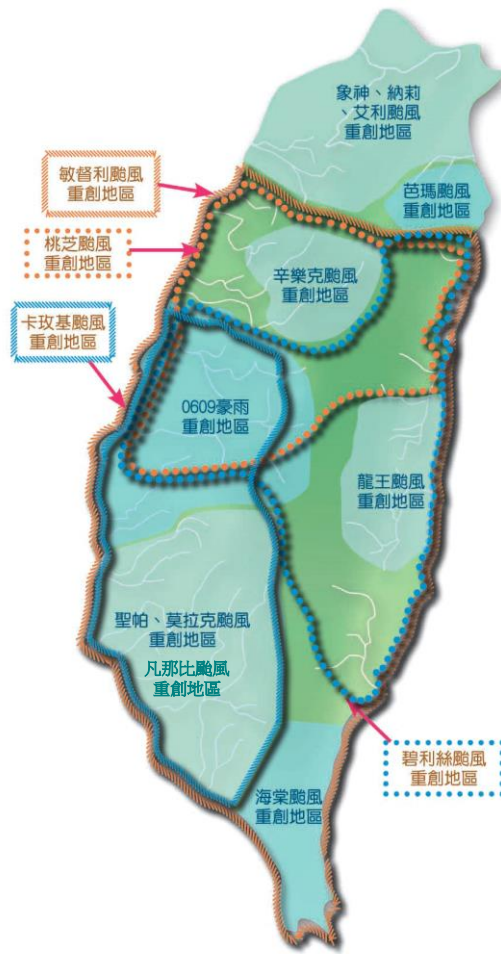 象神、納莉
、艾利颱風
重創地區
敏督利颱風
重創地區
芭瑪颱風
重創地區
桃芝颱風
重創地區
辛樂克颱風
重創地區
卡玫基颱風
重創地區
0609豪雨
重創地區
龍王颱風
重創地區
聖帕、莫拉克颱風
重創地區
凡那比颱風
重創地區
碧利絲颱風
重創地區
海棠颱風
重創地區